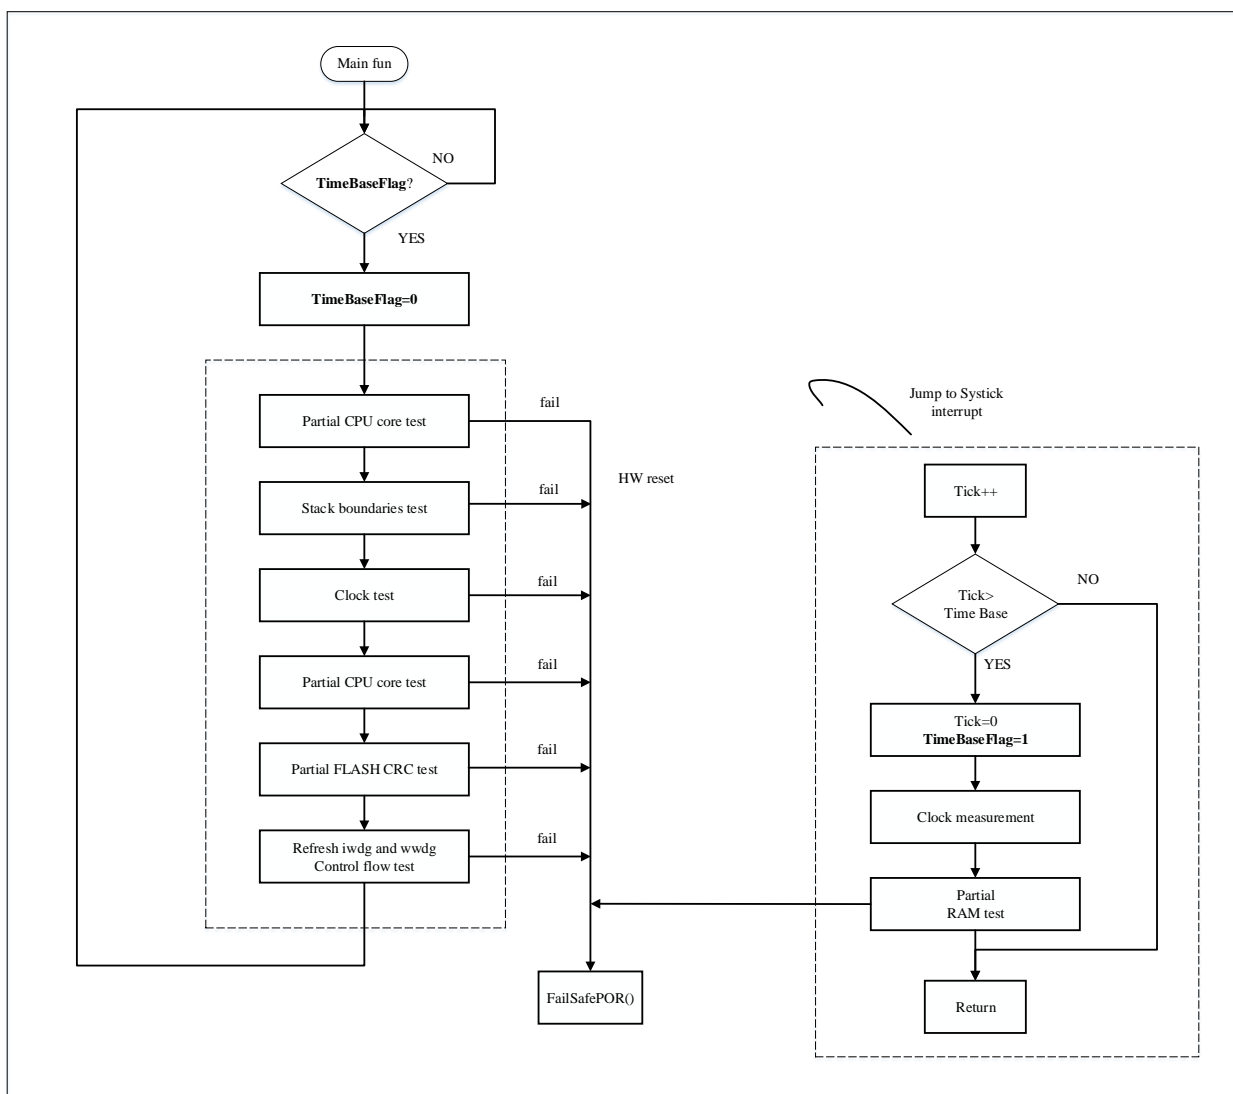 Main fun
NO
TimeBaseFlag?
YES
TimeBaseFlag=0
Partial CPU core test
fail
Stack boundaries test
fail
HW reset
Clock test
fail
Partial CPU core test
fail
Partial FLASH CRC test
fail
Refresh iwdg and wwdg
Control flow test
fail
FailSafePOR()
Jump to Systick
interrupt
Tick++
Tick>
Time Base
NO
YES
Tick=0
TimeBaseFlag=1
Clock measurement
Partial
RAM test
Return